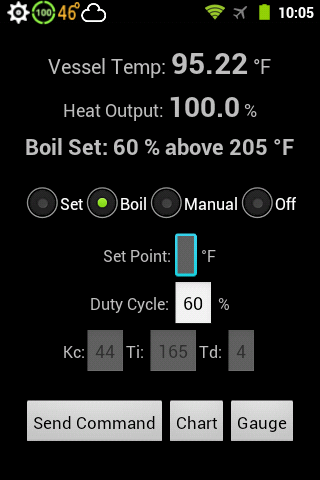 100 46° 10:05
Vessel Temp: 95.22 °F
Heat Output: 100.0 %
Boil Set: 60 % above 205 °F
Set Boil Manual Off
Set Point: °F
Duty Cycle: 60 %
Kc: 44 Ti: 165 Td: 4
Send Command Chart Gauge